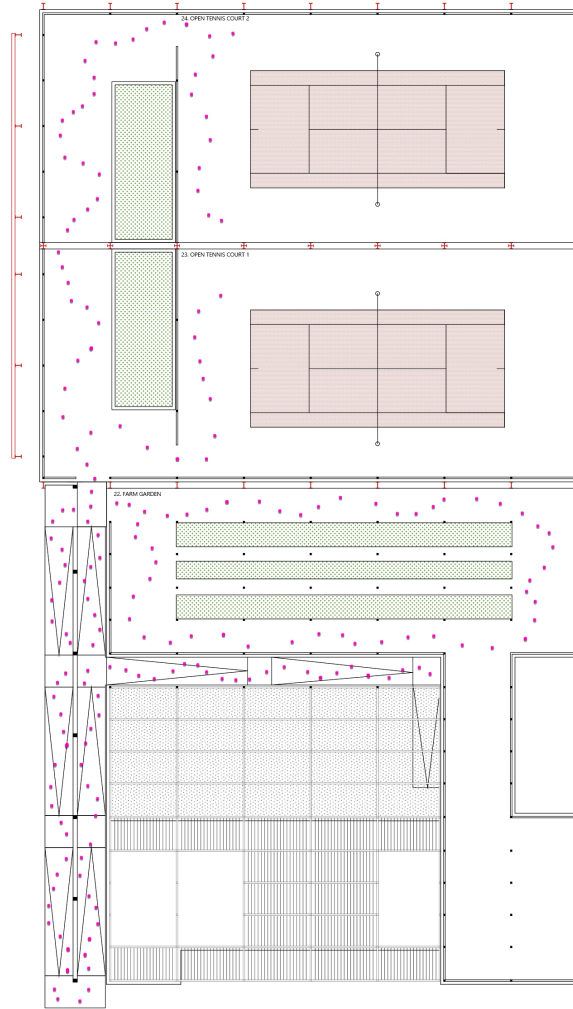 24. OPEN TENNIS COURT 2
23. OPEN TENNIS COURT 1
22. FARM GARDEN